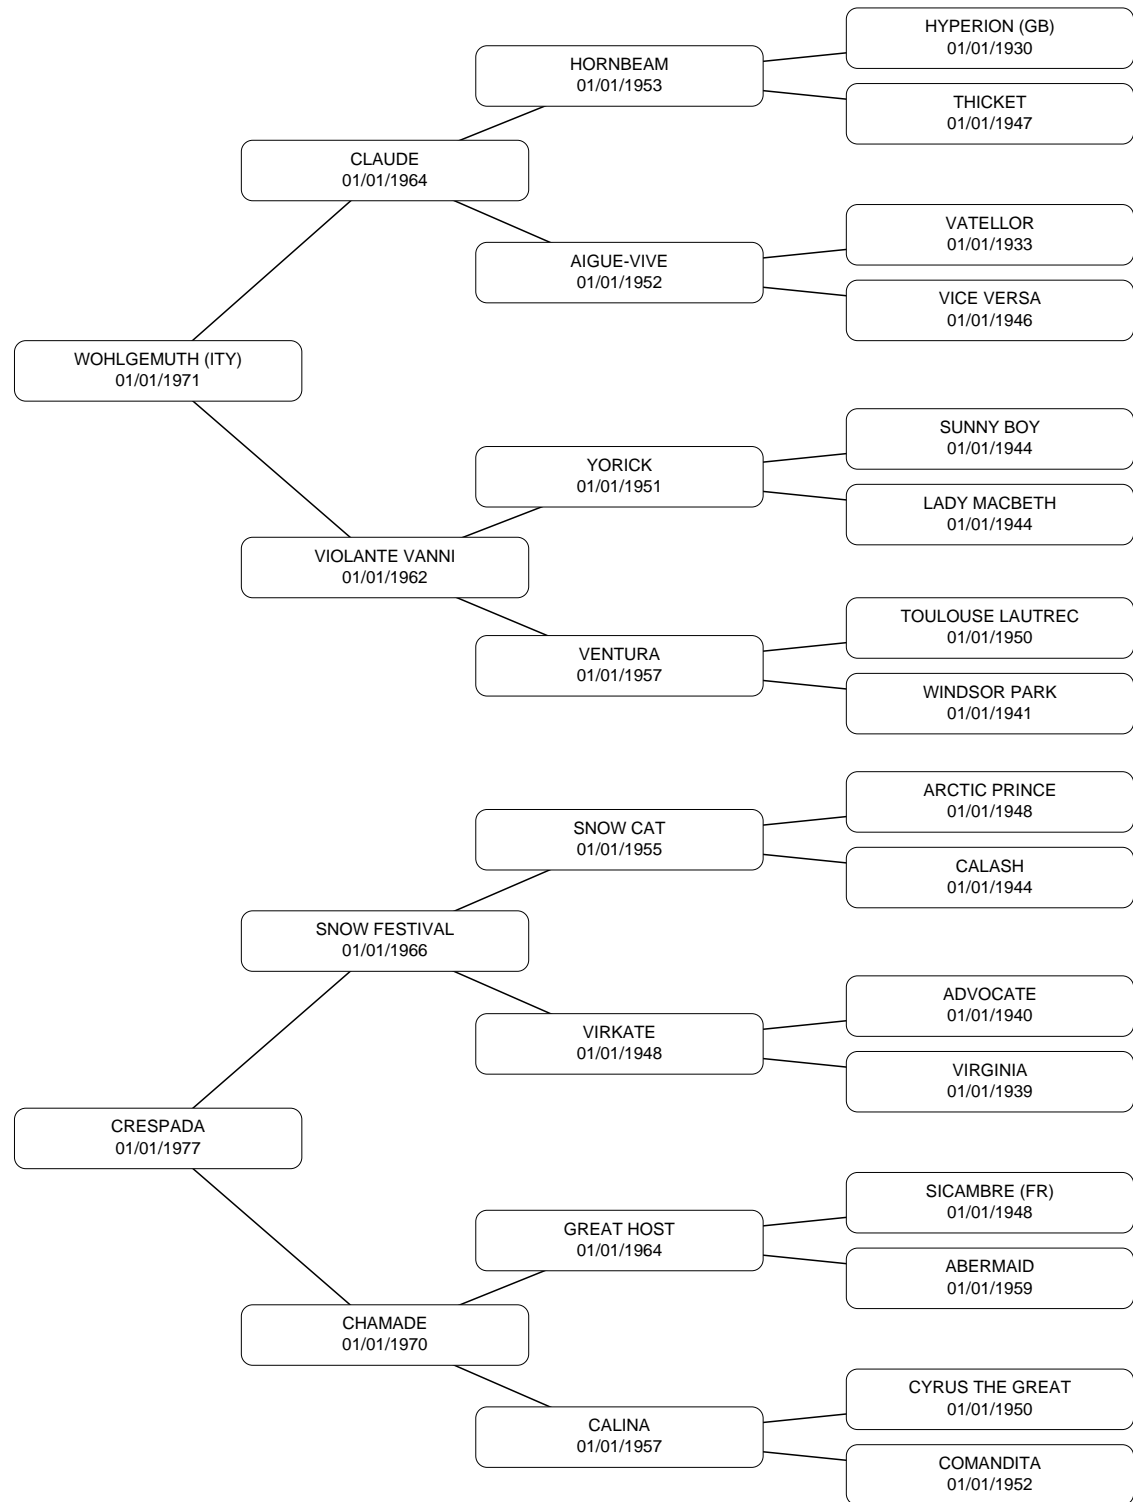 HYPERION (GB)
01/01/1930
HORNBEAM
01/01/1953
THICKET
01/01/1947
CLAUDE
01/01/1964
VATELLOR
01/01/1933
AIGUE-VIVE
01/01/1952
VICE VERSA
01/01/1946
WOHLGEMUTH (ITY)
01/01/1971
SUNNY BOY
01/01/1944
YORICK
01/01/1951
LADY MACBETH
01/01/1944
VIOLANTE VANNI
01/01/1962
TOULOUSE LAUTREC
01/01/1950
VENTURA
01/01/1957
WINDSOR PARK
01/01/1941
ARCTIC PRINCE
01/01/1948
SNOW CAT
01/01/1955
CALASH
01/01/1944
SNOW FESTIVAL
01/01/1966
ADVOCATE
01/01/1940
VIRKATE
01/01/1948
VIRGINIA
01/01/1939
CRESPADA
01/01/1977
SICAMBRE (FR)
01/01/1948
GREAT HOST
01/01/1964
ABERMAID
01/01/1959
CHAMADE
01/01/1970
CYRUS THE GREAT
01/01/1950
CALINA
01/01/1957
COMANDITA
01/01/1952